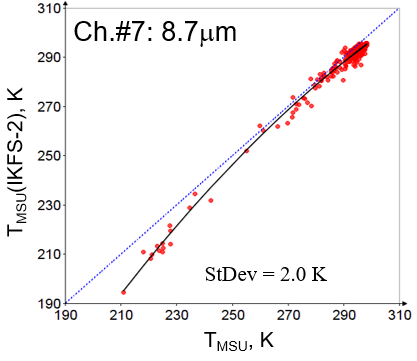 Ch.#7: 8.7μm
T_MSU(IKFS-2), K
310
290
270
250
230
210
190
StDev = 2.0 K
190 210 230 250 270 290 310
T_MSU, K